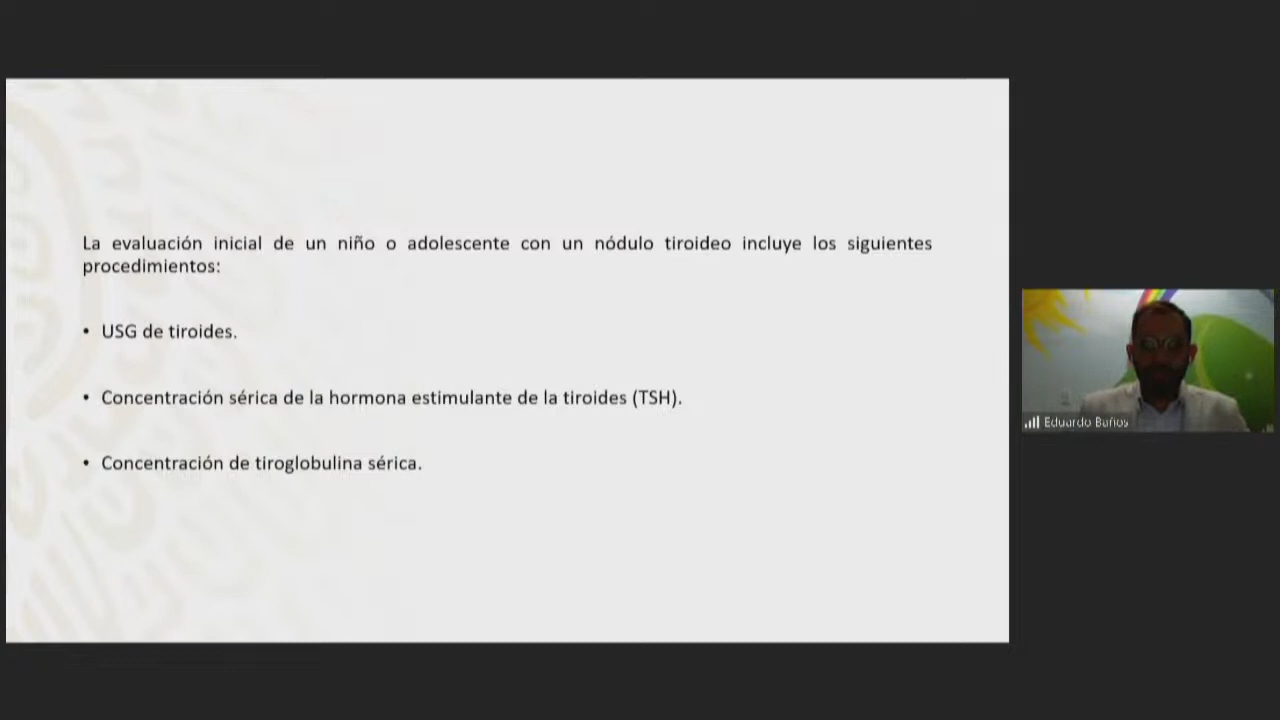 La evaluación inicial de un niño o adolescente con un nódulo tiroideo incluye los siguientes
procedimientos:
• USG de tiroides.
• Concentración sérica de la hormona estimulante de la tiroides (TSH).
• Concentración de tiroglobulina sérica.
Eduardo Baños